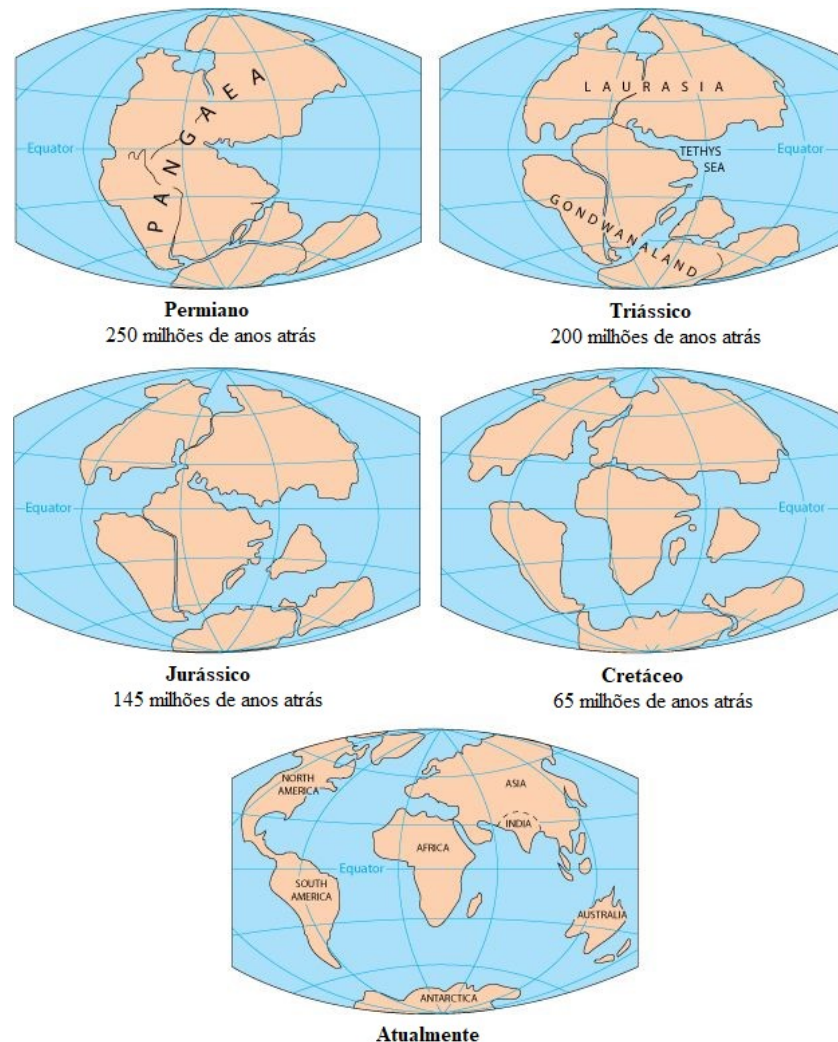 PANGAEA
Equator
Permiano
250 milhões de anos atrás
LAURASIA
TETHYS
SEA
Equator
GONDWANALAND
Triássico
200 milhões de anos atrás
Equator
Jurássico
145 milhões de anos atrás
Equator
Cretáceo
65 milhões de anos atrás
NORTH
AMERICA
ASIA
INDIA
AFRICA
Equator
SOUTH
AMERICA
AUSTRALIA
ANTARCTICA
Atualmente